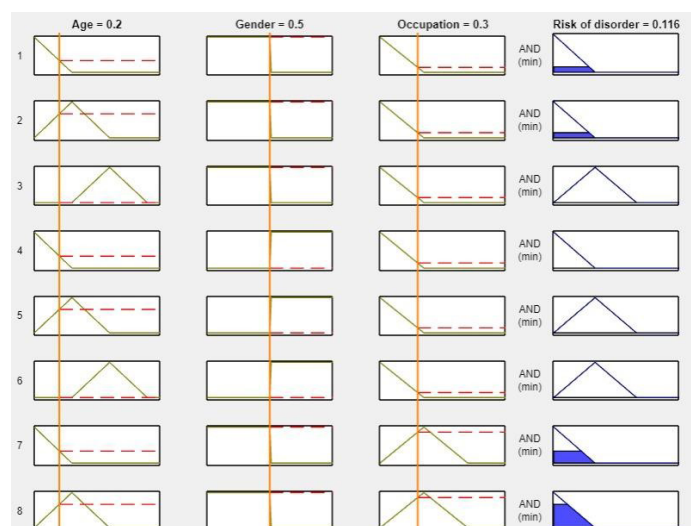 Age = 0.2 Gender = 0.5 Occupation = 0.3 Risk of disorder = 0.116
1 AND
(min)
2 AND
(min)
3 AND
(min)
4 AND
(min)
5 AND
(min)
6 AND
(min)
7 AND
(min)
8 AND
(min)